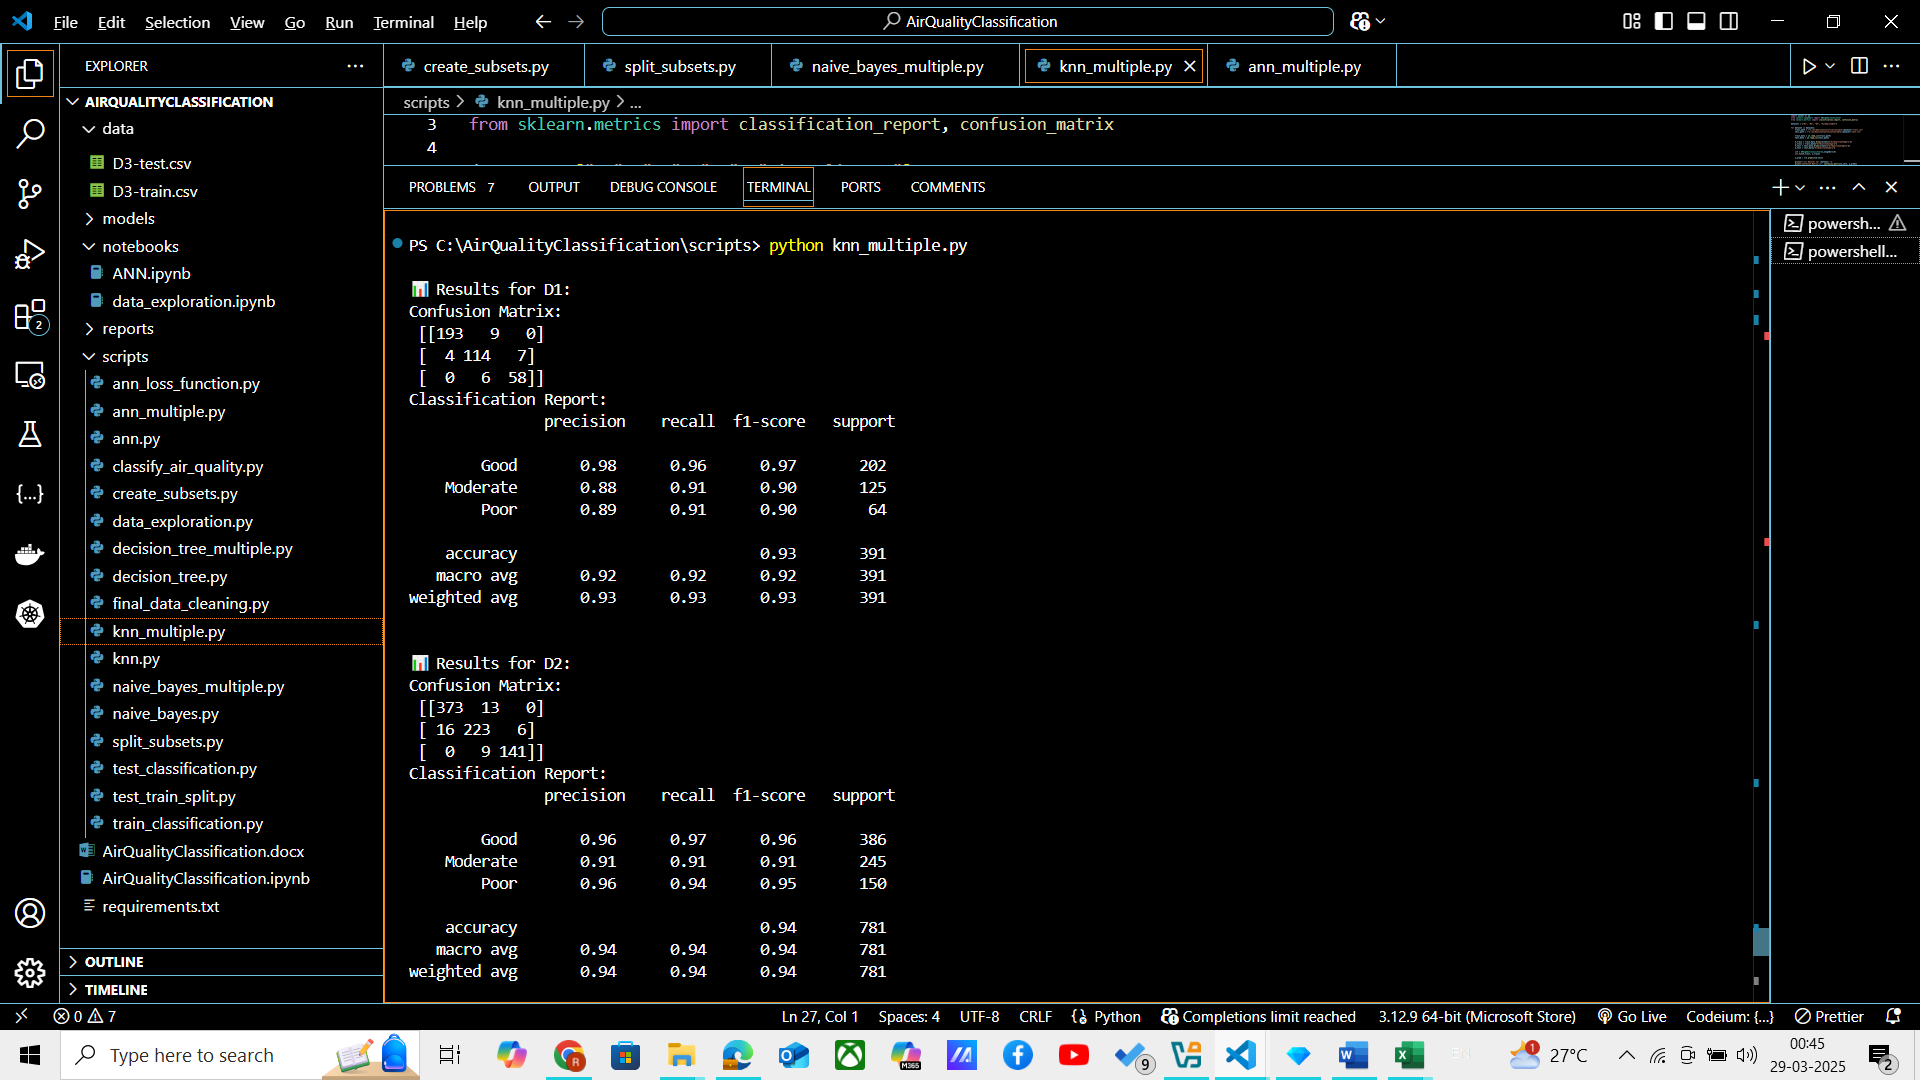 File Edit Selection View Go Run Terminal Help
AirQualityClassification
EXPLORER
create_subsets.py
split_subsets.py
naive_bayes_multiple.py
knn_multiple.py
ann_multiple.py
AIRQUALITYCLASSIFICATION
data
D3-test.csv
D3-train.csv
models
notebooks
ANN.ipynb
data_exploration.ipynb
reports
scripts
ann_loss_function.py
ann_multiple.py
ann.py
classify_air_quality.py
create_subsets.py
data_exploration.py
decision_tree_multiple.py
decision_tree.py
final_data_cleaning.py
knn_multiple.py
knn.py
naive_bayes_multiple.py
naive_bayes.py
split_subsets.py
test_classification.py
test_train_split.py
train_classification.py
AirQualityClassification.docx
AirQualityClassification.ipynb
requirements.txt
OUTLINE
TIMELINE
2
scripts > knn_multiple.py > ...
3 from sklearn.metrics import classification_report, confusion_matrix
4
PROBLEMS 7 OUTPUT DEBUG CONSOLE TERMINAL PORTS COMMENTS
powersh...
powershell...
PS C:\AirQualityClassification\scripts> python knn_multiple.py
📊 Results for D1:
Confusion Matrix:
[[193 9 0]
[ 4 114 7]
[ 0 6 58]]
Classification Report:
precision recall f1-score support
Good 0.98 0.96 0.97 202
Moderate 0.88 0.91 0.90 125
Poor 0.89 0.91 0.90 64
accuracy 0.93 391
macro avg 0.92 0.92 0.92 391
weighted avg 0.93 0.93 0.93 391
📊 Results for D2:
Confusion Matrix:
[[373 13 0]
[ 16 223 6]
[ 0 9 141]]
Classification Report:
precision recall f1-score support
Good 0.96 0.97 0.96 386
Moderate 0.91 0.91 0.91 245
Poor 0.96 0.94 0.95 150
accuracy 0.94 781
macro avg 0.94 0.94 0.94 781
weighted avg 0.94 0.94 0.94 781
0 7 Ln 27, Col 1 Spaces: 4 UTF-8 CRLF Python Completions limit reached 3.12.9 64-bit (Microsoft Store) Go Live Codeium: {...} Prettier
Type here to search
M365
9
1
27°C
00:45
29-03-2025
2